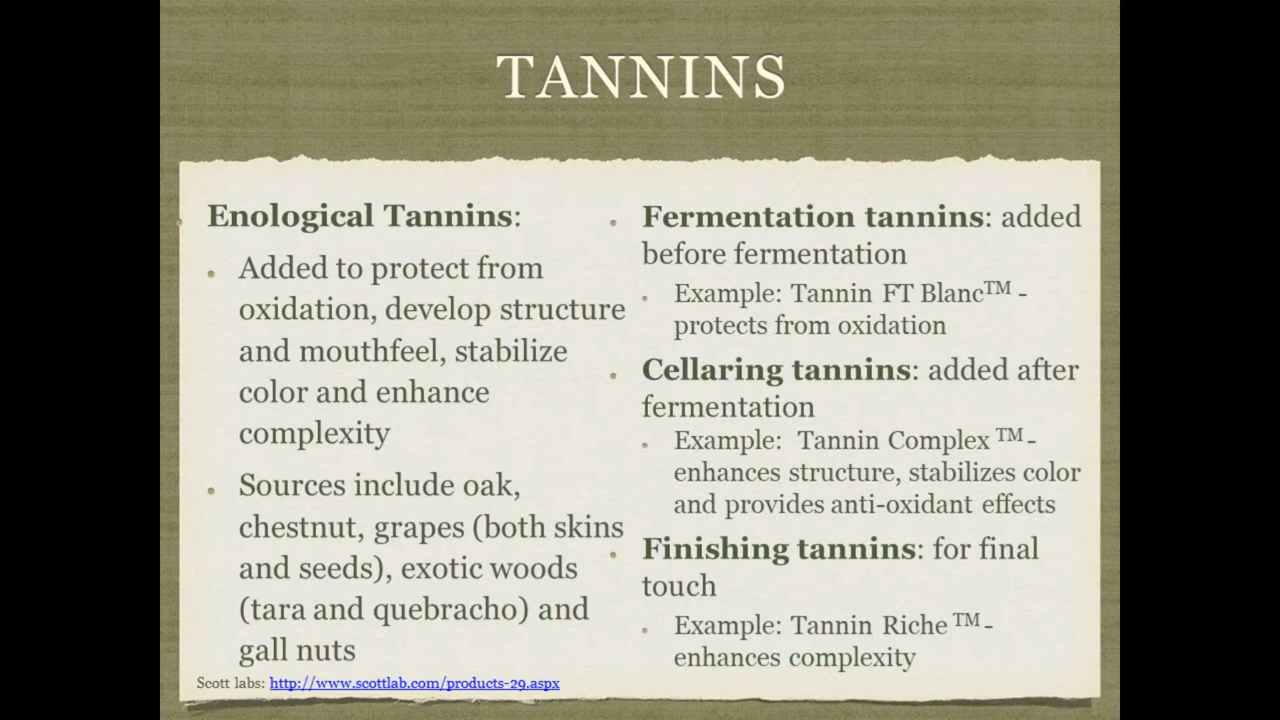 TANNINS
Enological Tannins:
Added to protect from
oxidation, develop structure
and mouthfeel, stabilize
color and enhance
complexity
Sources include oak,
chestnut, grapes (both skins
and seeds), exotic woods
(tara and quebracho) and
gall nuts
Scott labs: http://www.scottlab.com/products-29.aspx
Fermentation tannins: added
before fermentation
Example: Tannin FT Blanc™ -
protects from oxidation
Cellaring tannins: added after
fermentation
Example: Tannin Complex ™-
enhances structure, stabilizes color
and provides anti-oxidant effects
Finishing tannins: for final
touch
Example: Tannin Riche ™-
enhances complexity